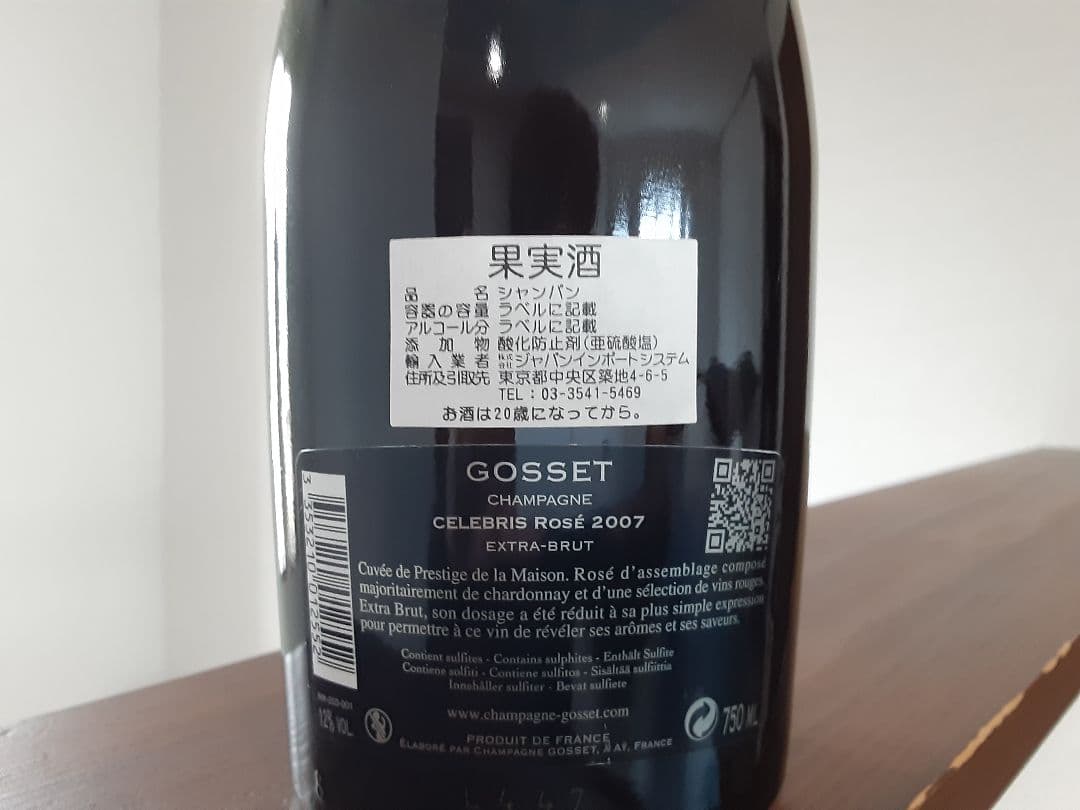 果実酒
品 名 シャンパン
容器の容量 ラベルに記載
アルコール分 ラベルに記載
添加物 酸化防止剤(亜硫酸塩)
輸入業者 株式会社ジャパンインポートシステム
住所及引取先 東京都中央区築地4-6-5
TEL:03-3541-5469
お酒は20歳になってから。
GOSSET
CHAMPAGNE
CELEBRIS ROSÉ 2007
EXTRA-BRUT
Cuvée de Prestige de la Maison. Rosé d'assemblage composé
majoritairement de chardonnay et d'une sélection de vins rouges.
Extra Brut, son dosage a été réduit à sa plus simple expression
pour permettre à ce vin de révéler ses arômes et ses saveurs.
Contient sulfites - Contains sulphites - Enthält Sulfite
Contiene solfiti - Contiene sulfitos - Sisältää sulfiittia
Innehåller sulfiter - Bevat sulfiete
www.champagne-gosset.com
12% VOL.
750 ML
PRODUIT DE FRANCE
ÉLABORÉ PAR CHAMPAGNE GOSSET, À AŸ, FRANCE
3 353210 012552